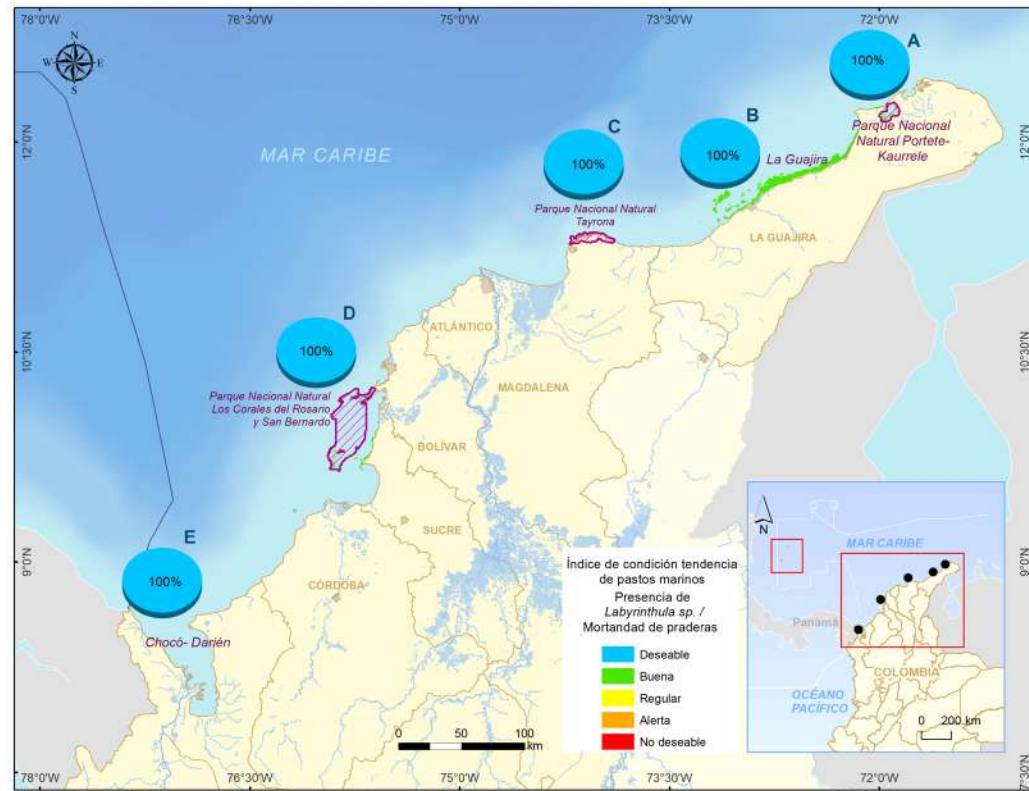 78°0'W
76°30'W
75°0'W
73°30'W
72°0'W
N
W
E
S
A
100%
Parque Nacional
Natural Portete-
Kaurrele
B
100%
La Guajira
C
100%
Parque Nacional Natural
Tayrona
MAR CARIBE
12°0'N
12°0'N
LA GUAJIRA
D
100%
Parque Nacional Natural
Los Corales del Rosario
y San Bernardo
ATLÁNTICO
MAGDALENA
10°30'N
10°30'N
BOLÍVAR
SUCRE
CÓRDOBA
E
100%
Chocó- Darién
9°0'N
9°0'N
Índice de condición tendencia
de pastos marinos
Presencia de
Labyrinthula sp. /
Mortandad de praderas
Deseable
Buena
Regular
Alerta
No deseable
0
50
100
km
N
MAR CARIBE
Panamá
COLOMBIA
OCÉANO
PACÍFICO
0
200 km
7°30'N
78°0'W
76°30'W
75°0'W
73°30'W
72°0'W